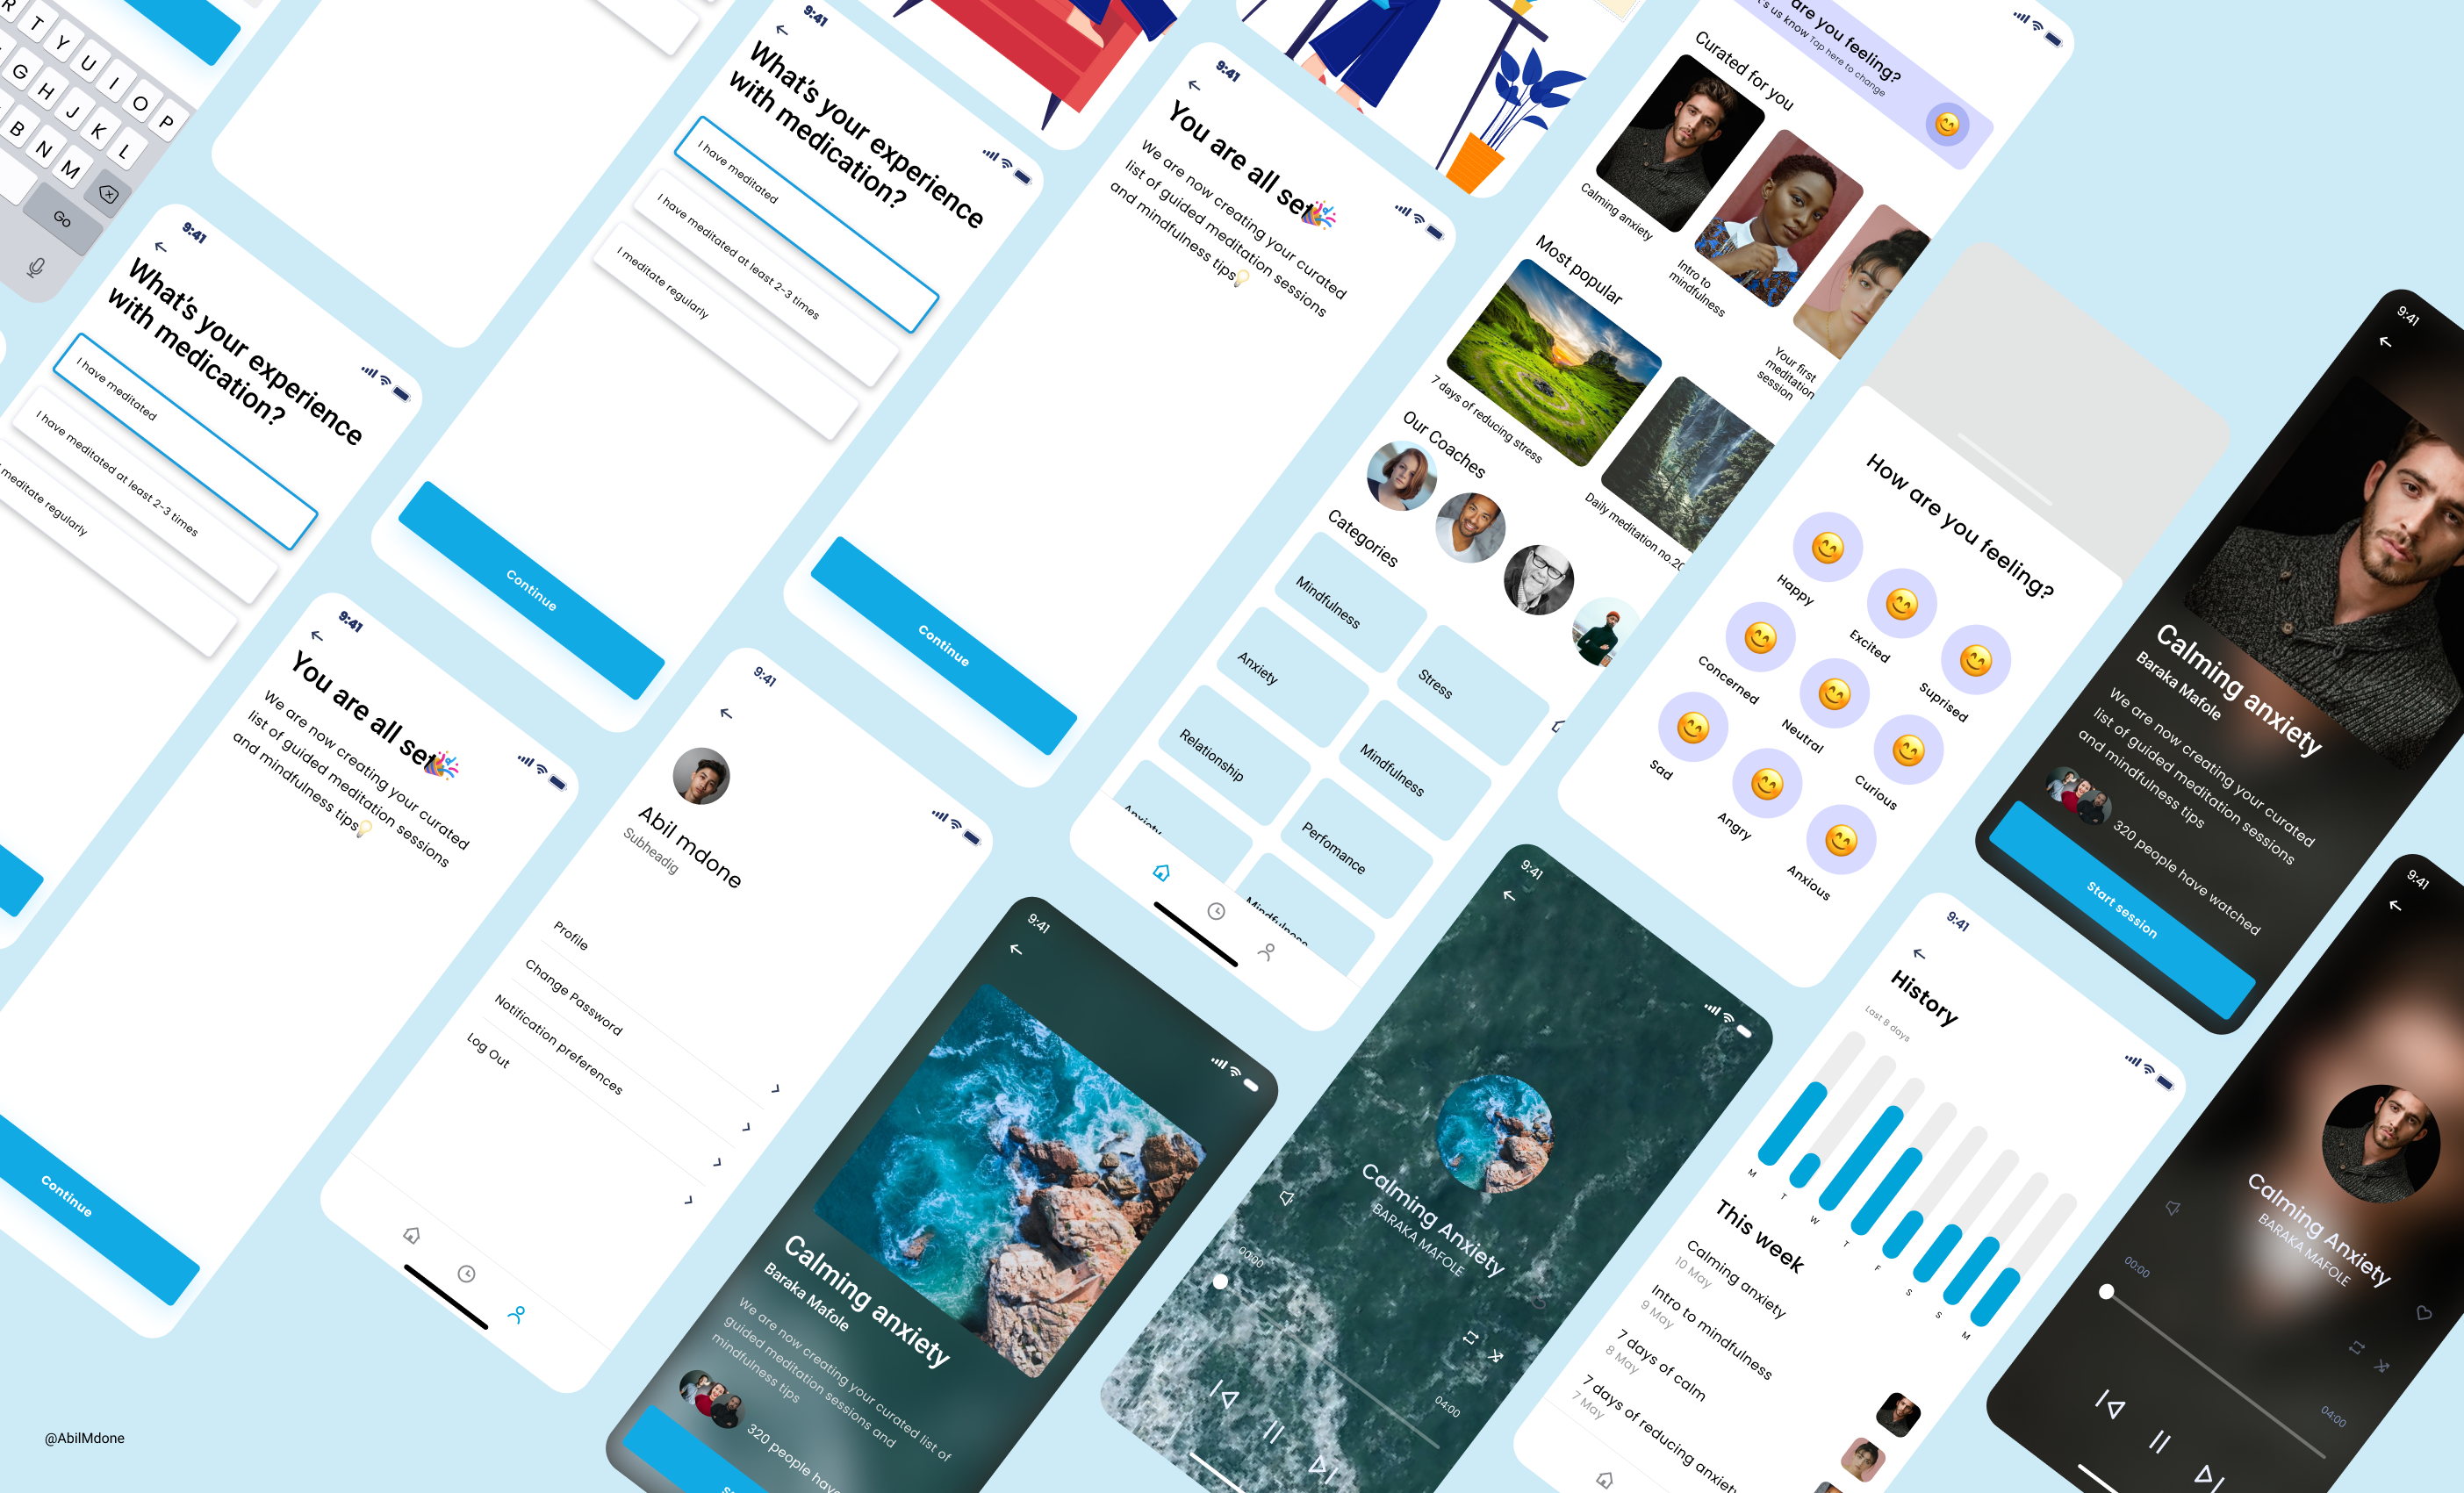 R T Y U I O P
G H J K L
B N M
Go
9:41
What's your experience
with medication?
I have meditated
I have meditated at least 2-3 times
meditate regularly
9:41
What's your experience
with medication?
I have meditated
I have meditated at least 2-3 times
I meditate regularly
Continue
9:41
You are all set🎉
We are now creating your curated
list of guided meditation sessions
and mindfulness tips💡
Continue
9:41
You are all set🎉
We are now creating your curated
list of guided meditation sessions
and mindfulness tips💡
Continue
9:41
Abil mdone
Subheadig
Profile
Change Password
Notification preferences
Log Out
are you feeling?
t's us know Tap here to change
Curated for you
Calming anxiety
Intro to
mindfulness
Your first
meditation
session
Most popular
7 days of reducing stress
Daily meditation no.20
Our Coaches
Categories
Mindfulness
Stress
Anxiety
Mindfulness
Relationship
Perfomance
Anxiety
Mindfulness
How are you feeling?
Happy
Excited
Suprised
Concerned
Neutral
Curious
Sad
Angry
Anxious
9:41
Calming anxiety
Baraka Mafole
We are now creating your curated
list of guided meditation sessions
and mindfulness tips
320 people have watched
Start session
9:41
Calming anxiety
Baraka Mafole
We are now creating your curated list of
guided meditation sessions and
mindfulness tips
320 people have
9:41
Calming Anxiety
BARAKA MAFOLE
00:00
04:00
9:41
History
Last 8 days
M T W T F S S M
This week
Calming anxiety
10 May
Intro to mindfulness
9 May
7 days of calm
8 May
7 days of reducing anxiety
7 May
9:41
Calming Anxiety
BARAKA MAFOLE
00:00
04:00
@AbilMdone